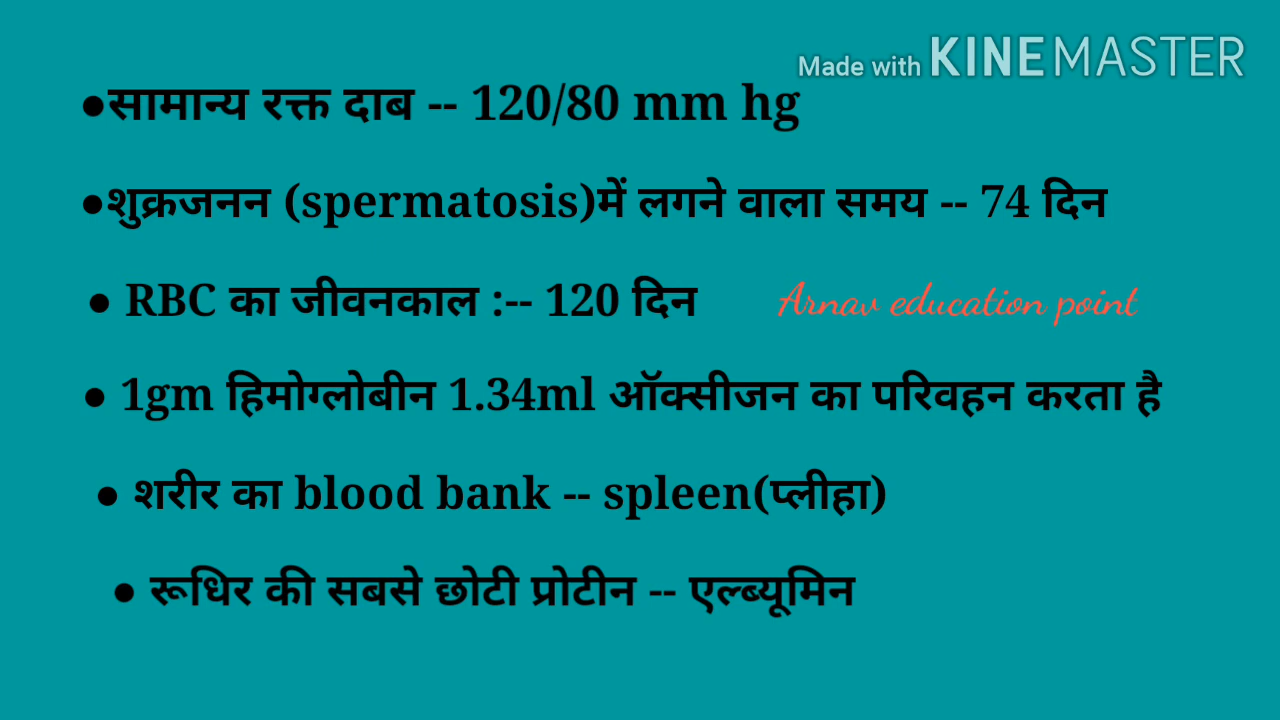 Made with KINEMASTER
●सामान्य रक्त दाब -- 120/80 mm hg
●शुक्रजनन (spermatosis)में लगने वाला समय -- 74 दिन
● RBC का जीवनकाल :-- 120 दिन Arnav education point
● 1gm हिमोग्लोबीन 1.34ml ऑक्सीजन का परिवहन करता है
● शरीर का blood bank -- spleen(प्लीहा)
● रूधिर की सबसे छोटी प्रोटीन -- एल्ब्यूमिन